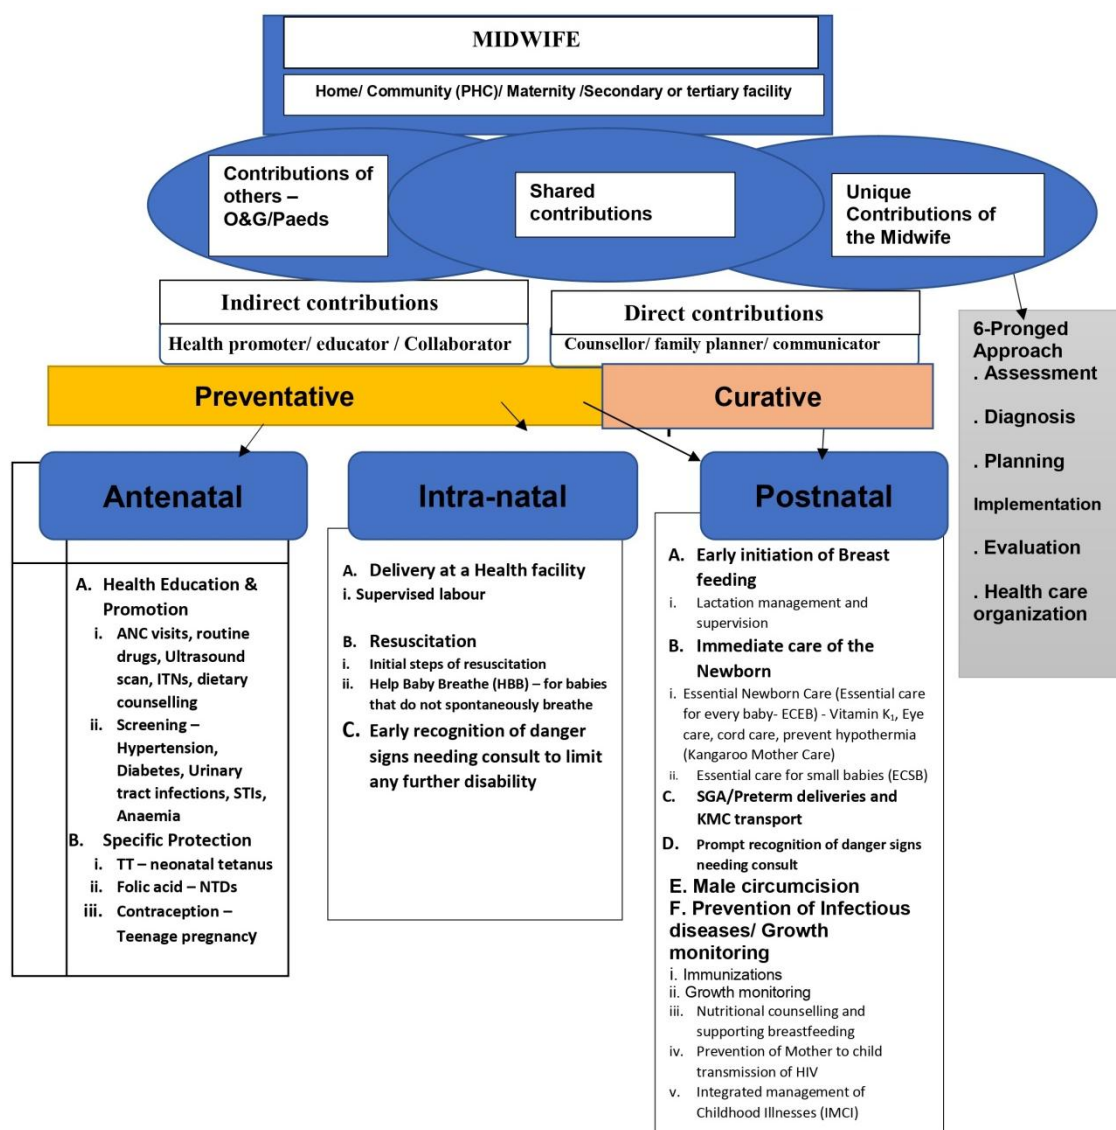 MIDWIFE
Home/ Community (PHC)/ Maternity /Secondary or tertiary facility
Contributions of
others –
O&G/Paeds
Shared
contributions
Unique
Contributions of
the Midwife
Indirect contributions
Health promoter/ educator / Collaborator
Direct contributions
Counsellor/ family planner/ communicator
6-Pronged
Approach
. Assessment
. Diagnosis
. Planning
Implementation
. Evaluation
. Health care
organization
Preventative
Curative
Antenatal
A. Health Education &
Promotion
i. ANC visits, routine
drugs, Ultrasound
scan, ITNs, dietary
counselling
ii. Screening –
Hypertension,
Diabetes, Urinary
tract infections, STIs,
Anaemia
B. Specific Protection
i. TT – neonatal tetanus
ii. Folic acid – NTDs
iii. Contraception –
Teenage pregnancy
Intra-natal
A. Delivery at a Health facility
i. Supervised labour
B. Resuscitation
i. Initial steps of resuscitation
ii. Help Baby Breathe (HBB) – for babies
that do not spontaneously breathe
C. Early recognition of danger
signs needing consult to limit
any further disability
Postnatal
A. Early initiation of Breast
feeding
i. Lactation management and
supervision
B. Immediate care of the
Newborn
i. Essential Newborn Care (Essential care
for every baby- ECEB) - Vitamin K₁, Eye
care, cord care, prevent hypothermia
(Kangaroo Mother Care)
ii. Essential care for small babies (ECSB)
C. SGA/Preterm deliveries and
KMC transport
D. Prompt recognition of danger signs
needing consult
E. Male circumcision
F. Prevention of Infectious
diseases/ Growth
monitoring
i. Immunizations
ii. Growth monitoring
iii. Nutritional counselling and
supporting breastfeeding
iv. Prevention of Mother to child
transmission of HIV
v. Integrated management of
Childhood Illnesses (IMCI)